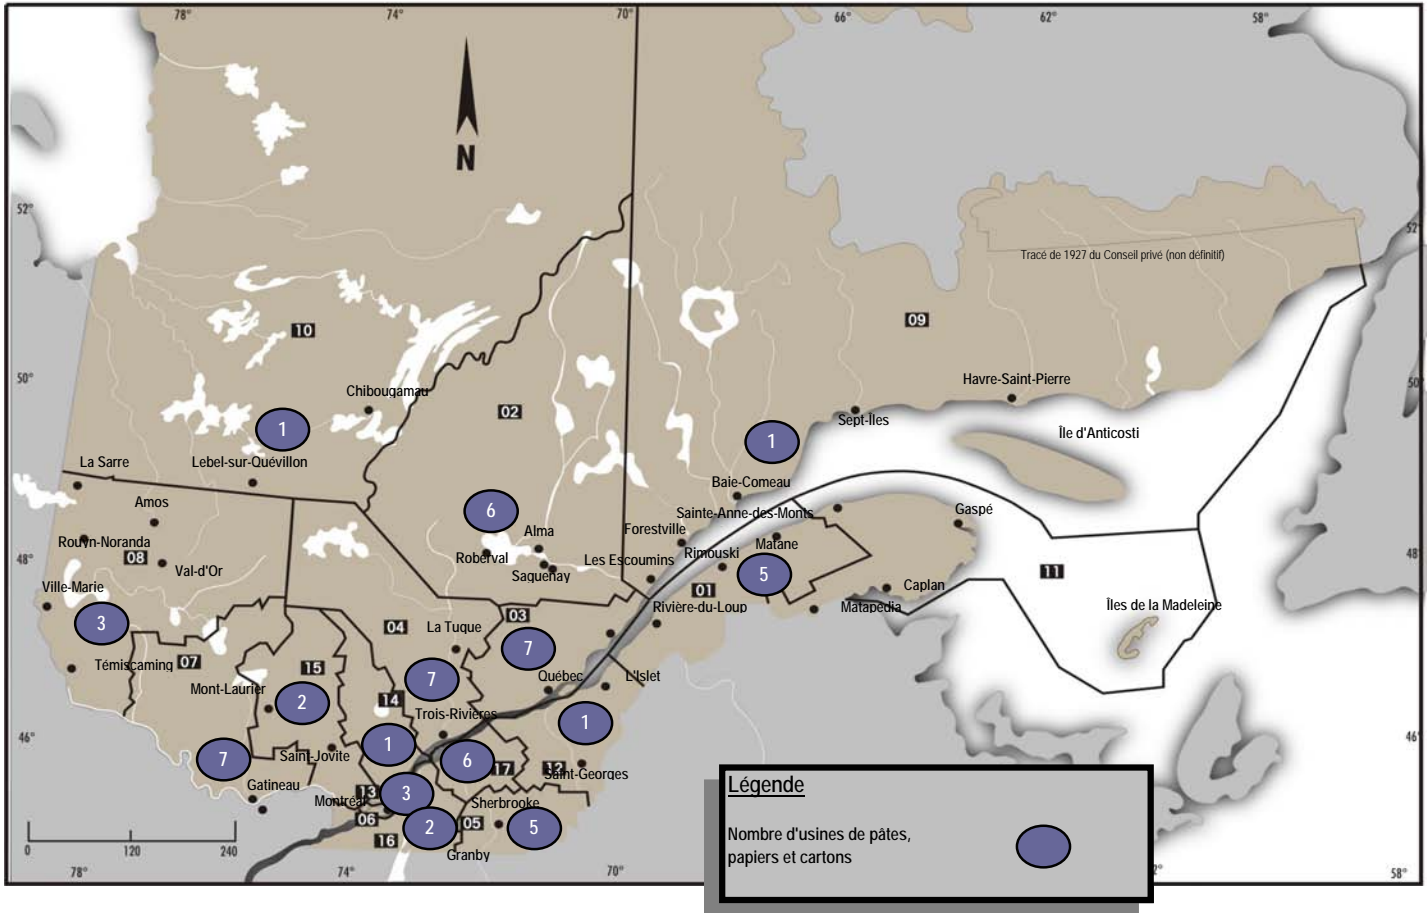 78°
74°
70°
66°
62°
58°
N
52°
52°
Tracé de 1927 du Conseil privé (non définitif)
10
09
50°
50°
Chibougamau
Havre-Saint-Pierre
02
Sept-Îles
1
1
Île d'Anticosti
La Sarre
Lebel-sur-Quévillon
Baie-Comeau
Amos
6
Sainte-Anne-des-Monts
Gaspé
Alma
Forestville
Rouyn-Noranda
Matane
48°
08
Roberval
Les Escoumins
Rimouski
48°
Val-d'Or
Saguenay
5
11
Ville-Marie
01
Caplan
Rivière-du-Loup
Matapédia
Îles de la Madeleine
3
04
03
La Tuque
7
Témiscaming
07
15
7
Québec
L'Islet
Mont-Laurier
2
14
Trois-Rivières
1
46°
1
46°
7
Saint-Jovite
6
17
12
Saint-Georges
Gatineau
13
3
Montréal
Sherbrooke
06
2
05
5
16
Granby
0
120
240
78°
74°
70°
2°
58°
Légende
Nombre d'usines de pâtes,
papiers et cartons